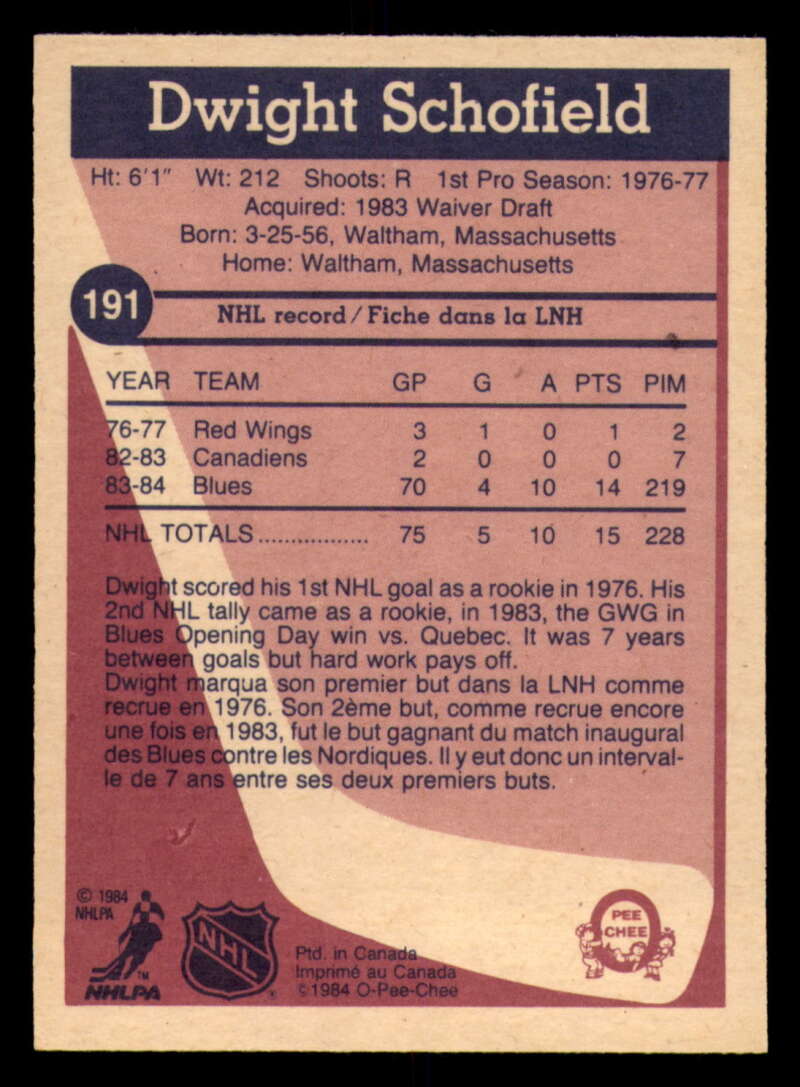 Dwight Schofield
Ht: 6'1" Wt: 212 Shoots: R 1st Pro Season: 1976-77
Acquired: 1983 Waiver Draft
Born: 3-25-56, Waltham, Massachusetts
Home: Waltham, Massachusetts
191
NHL record/Fiche dans la LNH
YEAR TEAM GP G A PTS PIM
76-77 Red Wings 3 1 0 1 2
82-83 Canadiens 2 0 0 0 7
83-84 Blues 70 4 10 14 219
NHL TOTALS................. 75 5 10 15 228
Dwight scored his 1st NHL goal as a rookie in 1976. His
2nd NHL tally came as a rookie, in 1983, the GWG in
Blues Opening Day win vs. Quebec. It was 7 years
between goals but hard work pays off.
Dwight marqua son premier but dans la LNH comme
recrue en 1976. Son 2ème but, comme recrue encore
une fois en 1983, fut le but gagnant du match inaugural
des Blues contre les Nordiques. Il y eut donc un interval-
le de 7 ans entre ses deux premiers buts.
© 1984
NHLPA
TM
NHLPA
NHL
®
Ptd. in Canada
Imprimé au Canada
©1984 O-Pee-Chee
PEE
CHEE